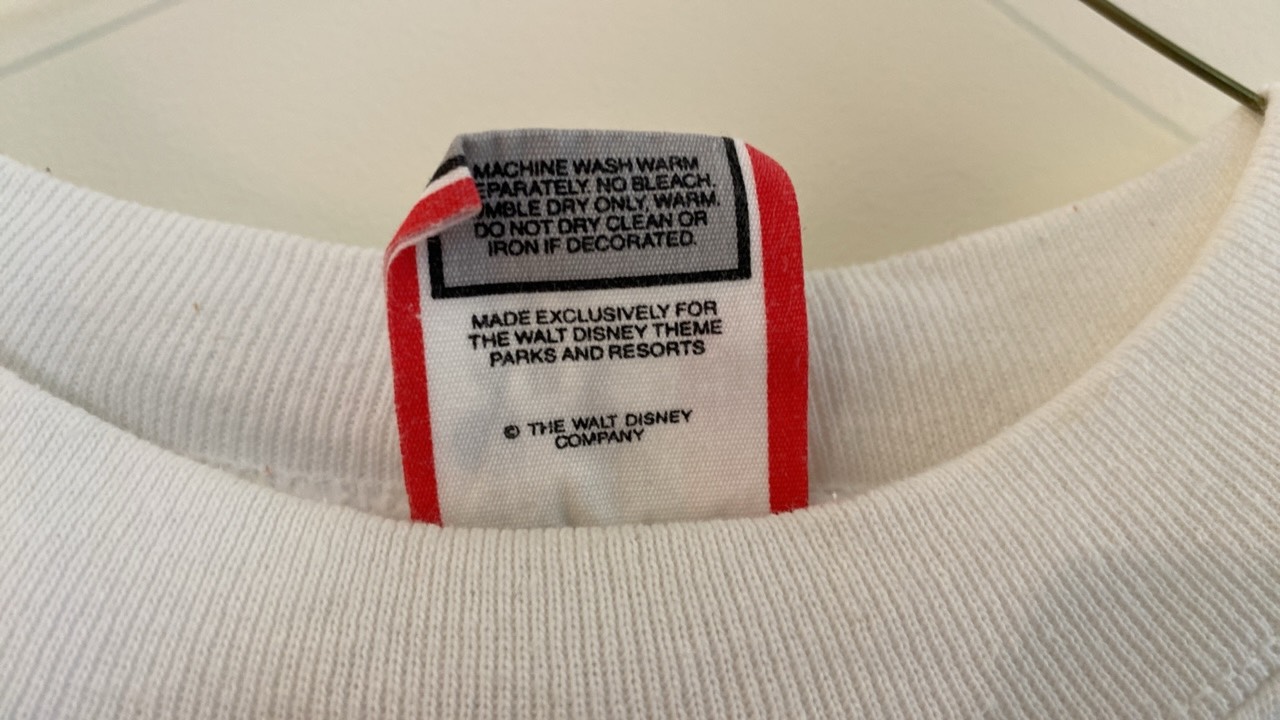 MACHINE WASH WARM
EPARATELY. NO BLEACH.
MBLE DRY ONLY, WARM.
DO NOT DRY CLEAN OR
IRON IF DECORATED.
MADE EXCLUSIVELY FOR
THE WALT DISNEY THEME
PARKS AND RESORTS
© THE WALT DISNEY
COMPANY